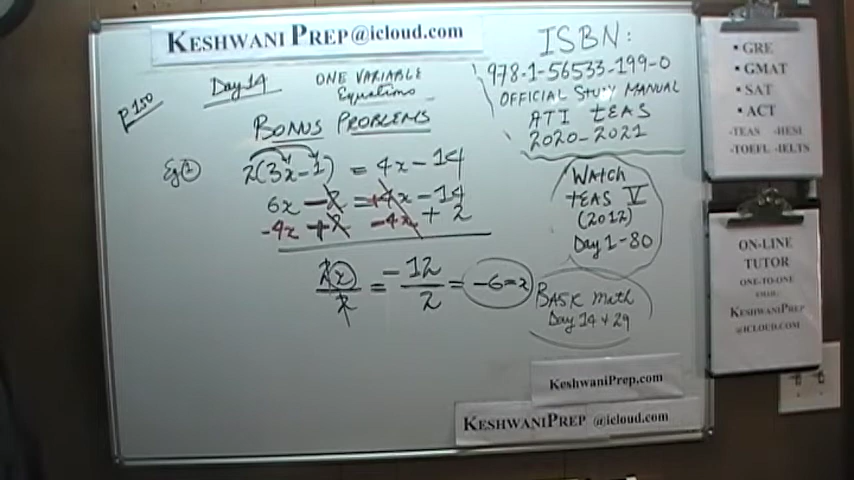 KESHWANI PREP@icloud.com
P.150
Day 14 ONE VARIABLE
Equations
BONUS PROBLEMS
Eg ① 2(3x-1) = 4x-14
6x - 2 = +4x - 14
-4x + 2 -4x + 2
2x/2 = -12/2 = -6=x
ISBN:
978-1-56533-199-0
OFFICIAL STUDY MANUAL
ATI TEAS
2020-2021
WATCH
TEAS V
(2012)
Day 1-80
BASK Math
Day 14 & 29
KESHWANIPREP.com
KESHWANIPREP @icloud.com
• GRE
• GMAT
• SAT
• ACT
-TEAS -HESI
-TOEFL -IELTS
ON-LINE
TUTOR
ONE-TO-ONE
EMAIL:
KESHWANIPREP
@ICLOUD.COM